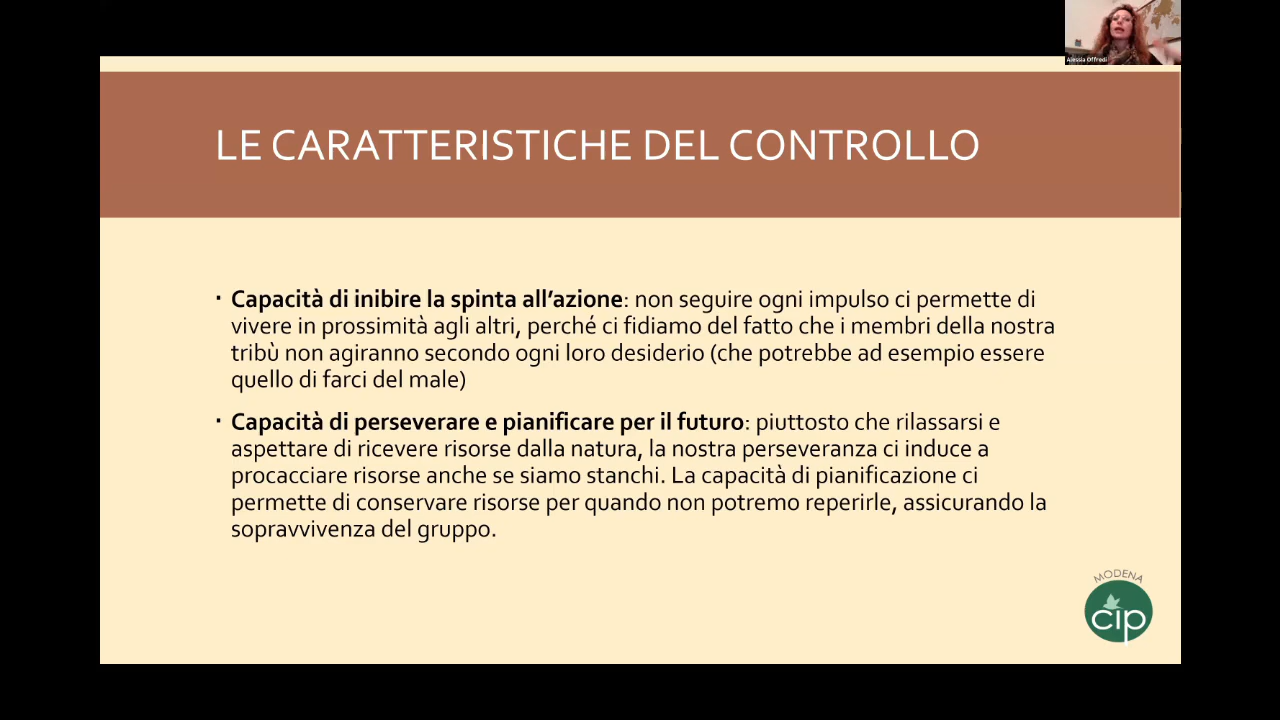 Alessia Offredi
LE CARATTERISTICHE DEL CONTROLLO
▪ Capacità di inibire la spinta all’azione: non seguire ogni impulso ci permette di
vivere in prossimità agli altri, perché ci fidiamo del fatto che i membri della nostra
tribù non agiranno secondo ogni loro desiderio (che potrebbe ad esempio essere
quello di farci del male)
▪ Capacità di perseverare e pianificare per il futuro: piuttosto che rilassarsi e
aspettare di ricevere risorse dalla natura, la nostra perseveranza ci induce a
procacciare risorse anche se siamo stanchi. La capacità di pianificazione ci
permette di conservare risorse per quando non potremo reperirle, assicurando la
sopravvivenza del gruppo.
MODENA
cip